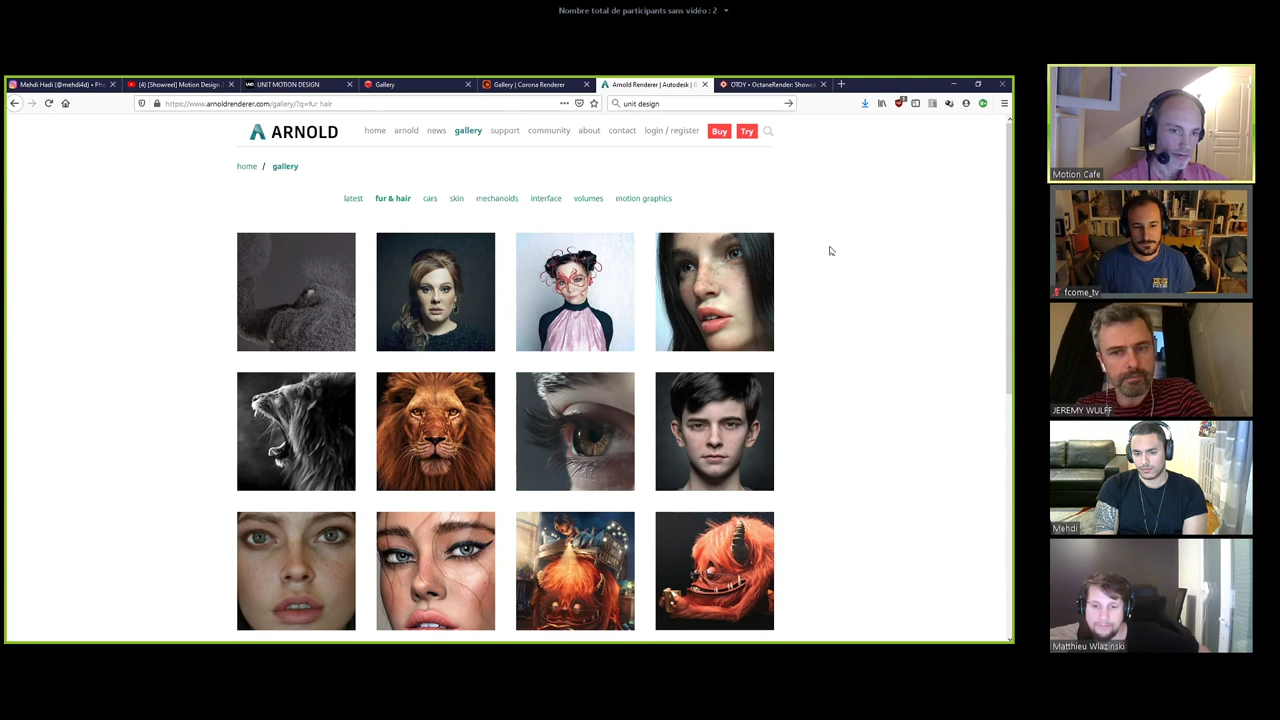 Nombre total de participants sans vidéo : 2
Mehdi Hadi (@mehdi4d) • Pho
(4) [Showreel] Motion Design
UNIT MOTION DESIGN
Gallery
Gallery | Corona Renderer
Arnold Renderer | Autodesk | G
OTOY • OctaneRender: Showc
https://www.arnoldrenderer.com/gallery/?q=fur hair
unit design
ARNOLD
home arnold news gallery support community about contact login / register Buy Try
home / gallery
latest fur & hair cars skin mechanoids interface volumes motion graphics
Motion Cafe
fcome_tv
JEREMY WULFF
Mehdi
Matthieu Wlazinski